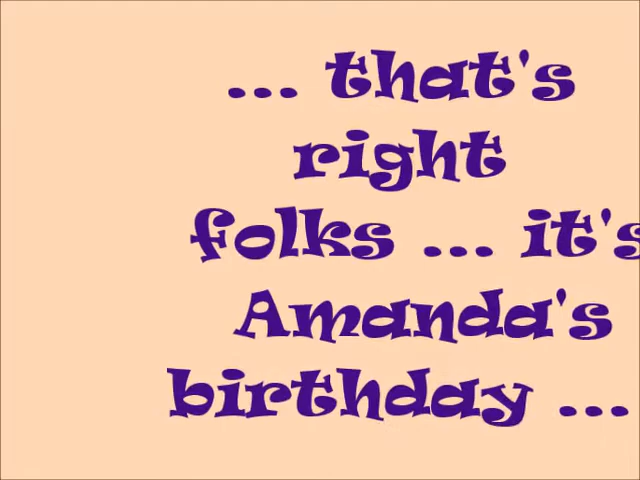 ... that's
right
folks ... it's
Amanda's
birthday ...